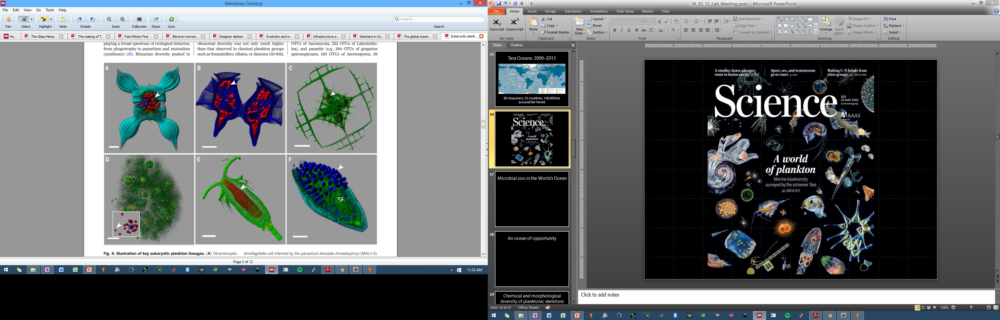 Mendeley Desktop
File Edit View Go Tools Help
Pan Select Highlight Note Rotate Zoom Fullscreen Share Sync
Search...
Search
My... The Glass Mena... The making of T... Post Mitotic Fine ... Electron microsc... Designer diatom... Evolution and m... Ultrastructure a... Seminars in Ce... The global ocean... Eukaryotic plank...
playing a broad spectrum of ecological behavior,
from phagotrophy to parasitism and mutualism
(symbioses) (31). Rhizarian diversity peaked in
ribosomal diversity was not only much higher
than that observed in classical plankton groups
such as foraminifers, ciliates, or diatoms (50-fold,
OTUs of Ascomycota, 322 OTUs of Labyrinthu-
lea), and parasitic (e.g., 384 OTUs of gregarine
apicomplexans, 160 OTUs of Ascetosporea, 68
A B C
D E F
Fig. 4. Illustration of key eukaryotic plankton lineages. (A) Stramenopila;
dinoflagellate cell infected by the parasitoid alveolate Amoebophrya (MALV-II).
Page 5 of 12
11:33 AM
16_02_12_Lab_Meeting.pptx - Microsoft PowerPoint
File Home Insert Design Transitions Animations Slide Show Review View
Subscript Superscript
No name
Paste
Cut
Copy
Format Painter
Clipboard
New
Slide
Layout
Reset
Section
Slides
Font
Text Direction
Align Text
Convert to SmartArt
Paragraph
Arrange
Quick
Styles
Shape Fill
Shape Outline
Shape Effects
Drawing
Find
Replace
Select
Editing
Slides Outline
15
Tara Oceans: 2009–2013
60 stopovers, 35 countries, 140,000km
around the World
16
Science
A world
of plankton
17
Microbial zoo in the World's Ocean
18
An ocean of opportunity
19
Chemical and morphological
diversity of planktonic skeletons
A smaller, faster, cheaper
route to fusion energy
Sport, sex, and testosterone
go to court p. 858
Making C-N bonds from
nitro groups pp. 863 & 886
Science
$10
22 MAY 2015
sciencemag.org
AAAS
A world
of plankton
Marine biodiversity
surveyed by the schooner Tara
pp. 865 & 873
Click to add notes
Slide 16 of 41 "Office Theme" 100%